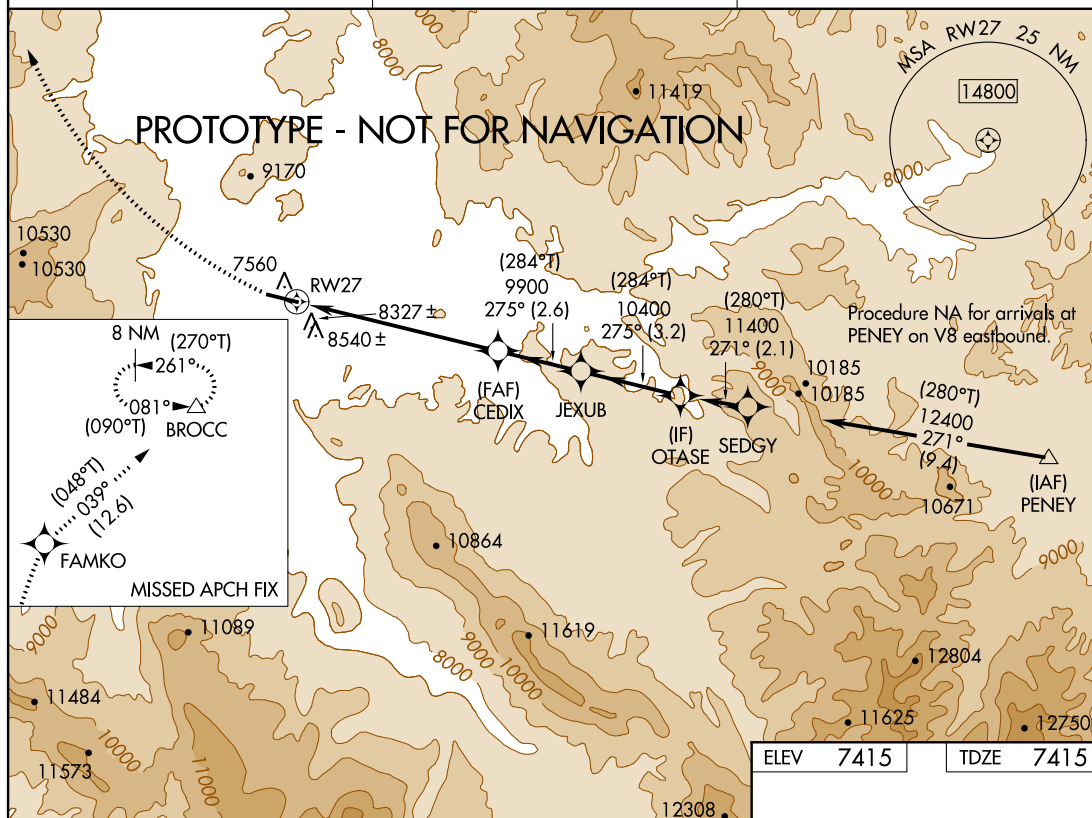 MSA RW27 25 NM
14800
8000
11419
PROTOTYPE - NOT FOR NAVIGATION
9170
8000
10530
10530
7560
RW27
8327 ±
8540 ±
(284°T)
9900
275° (2.6)
(284°T)
10400
275° (3.2)
(280°T)
11400
271° (2.1)
Procedure NA for arrivals at
PENEY on V8 eastbound.
9000
10185
10185
(280°T)
12400
271°
(9.4)
(FAF)
CEDIX
JEXUB
(IF)
OTASE
SEDGY
(IAF)
PENEY
10000
10671
9000
8 NM
(270°T)
261°
081°
(090°T)
BROCC
(048°T)
039°
(12.6)
FAMKO
MISSED APCH FIX
10864
11619
9000
10000
8000
9000
11089
11484
10000
11573
11000
12804
11625
12750
12308
ELEV 7415
TDZE 7415